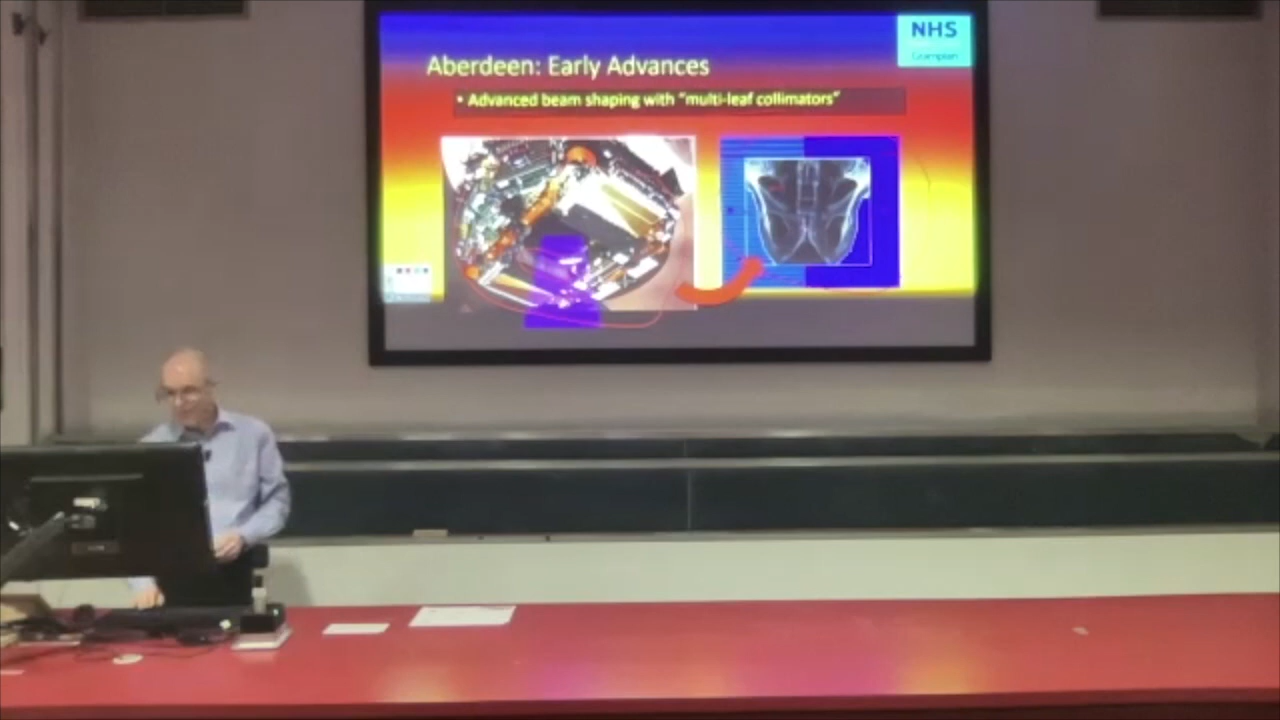 NHS
Grampian
Aberdeen: Early Advances
• Advanced beam shaping with "multi-leaf collimators"